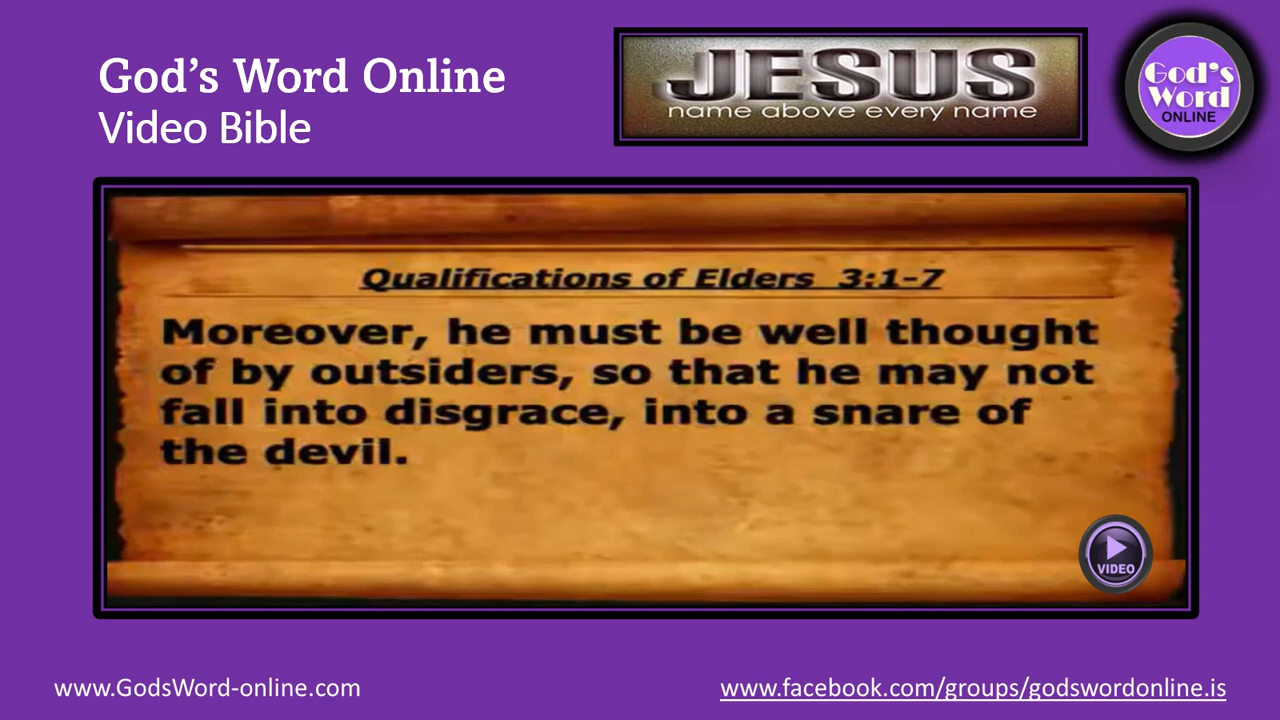 God's Word Online
Video Bible
JESUS
name above every name
God's
Word
ONLINE
Qualifications of Elders 3:1-7
Moreover, he must be well thought
of by outsiders, so that he may not
fall into disgrace, into a snare of
the devil.
VIDEO
www.GodsWord-online.com
www.facebook.com/groups/godswordonline.is